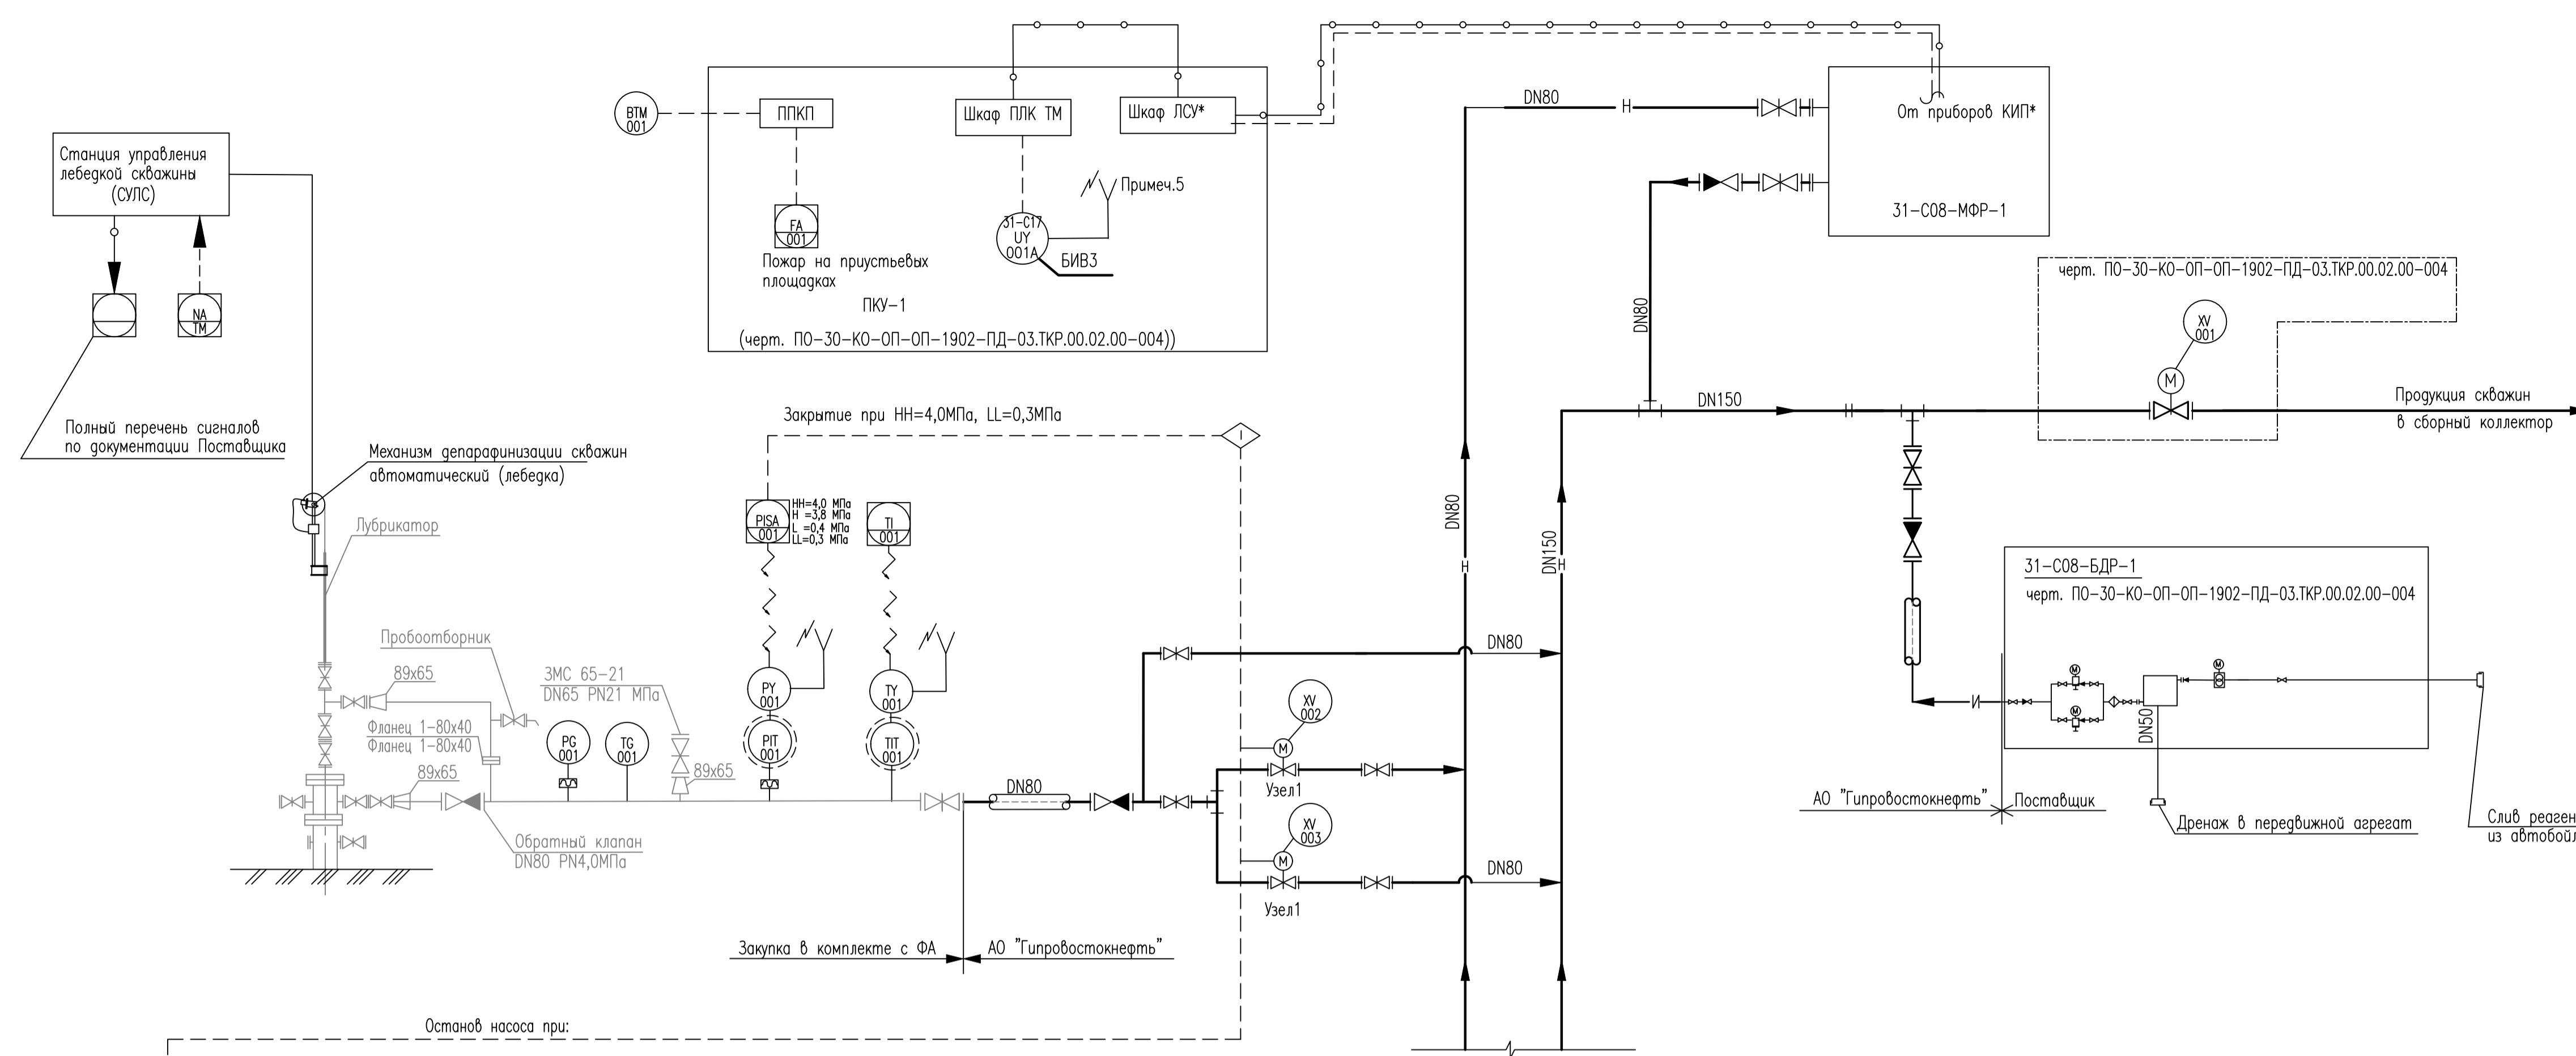 Станция управления
лебедкой скважины
(СУЛС)
NA
TM
Полный перечень сигналов
по документации Поставщика
Механизм депарафинизации скважин
автоматический (лебедка)
Лубрикатор
BTM
001
ППКП
FA
001
Пожар на приустьевых
площадках
Шкаф ПЛК ТМ
31-С17
UY
001A
БИВ3
Примеч.5
Шкаф ЛСУ*
ПКУ-1
(черт. ПО-30-КО-ОП-ОП-1902-ПД-03.ТКР.00.02.00-004))
DN80
H
От приборов КИП*
31-С08-МФР-1
DN80
черт. ПО-30-КО-ОП-ОП-1902-ПД-03.ТКР.00.02.00-004
XV
001
M
DN150
Продукция скважин
в сборный коллектор
Закрытие при HH=4,0МПа, LL=0,3МПа
I
PISA
001
HH=4,0 МПа
H =3,8 МПа
L =0,4 МПа
LL=0,3 МПа
TI
001
DN80
H
DN150
H
31-С08-БДР-1
черт. ПО-30-КО-ОП-ОП-1902-ПД-03.ТКР.00.02.00-004
Пробоотборник
89х65
Фланец 1-80х40
Фланец 1-80х40
89х65
PG
001
TG
001
ЗМС 65-21
DN65 PN21 МПа
89х65
PY
001
PIT
001
TY
001
TIT
001
DN80
XV
002
M
Узел1
XV
003
M
Узел1
DN80
DN80
И
M
M
M
DN50
АО "Гипровостокнефть"
Поставщик
Дренаж в передвижной агрегат
Слив реаген
из автобойл
Обратный клапан
DN80 PN4,0МПа
Закупка в комплекте с ФА
АО "Гипровостокнефть"
Останов насоса при: